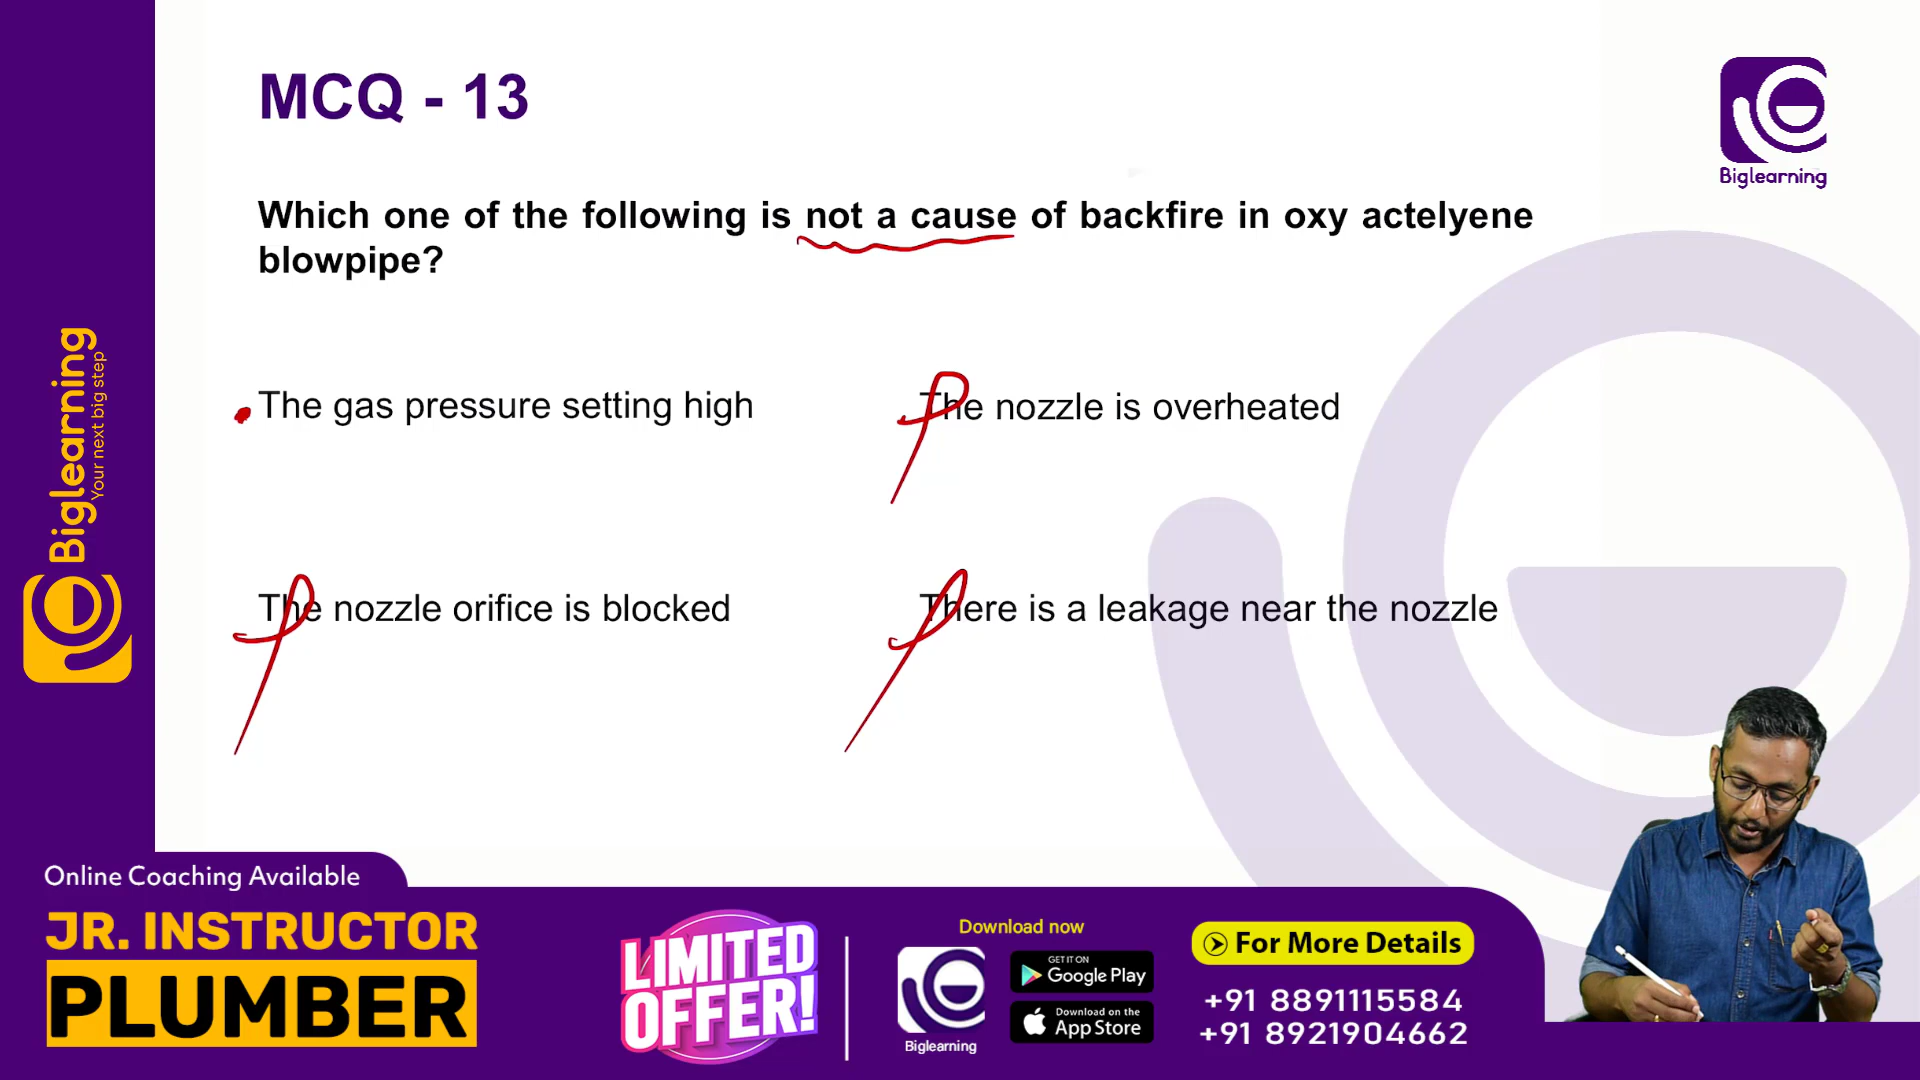 MCQ - 13
Biglearning
Which one of the following is not a cause of backfire in oxy actelyene
blowpipe?
The gas pressure setting high
The nozzle is overheated
The nozzle orifice is blocked
There is a leakage near the nozzle
Biglearning
Your next big step
Online Coaching Available
JR. INSTRUCTOR
PLUMBER
LIMITED
OFFER!
Download now
Biglearning
GET IT ON
Google Play
Download on the
App Store
For More Details
+91 8891115584
+91 8921904662